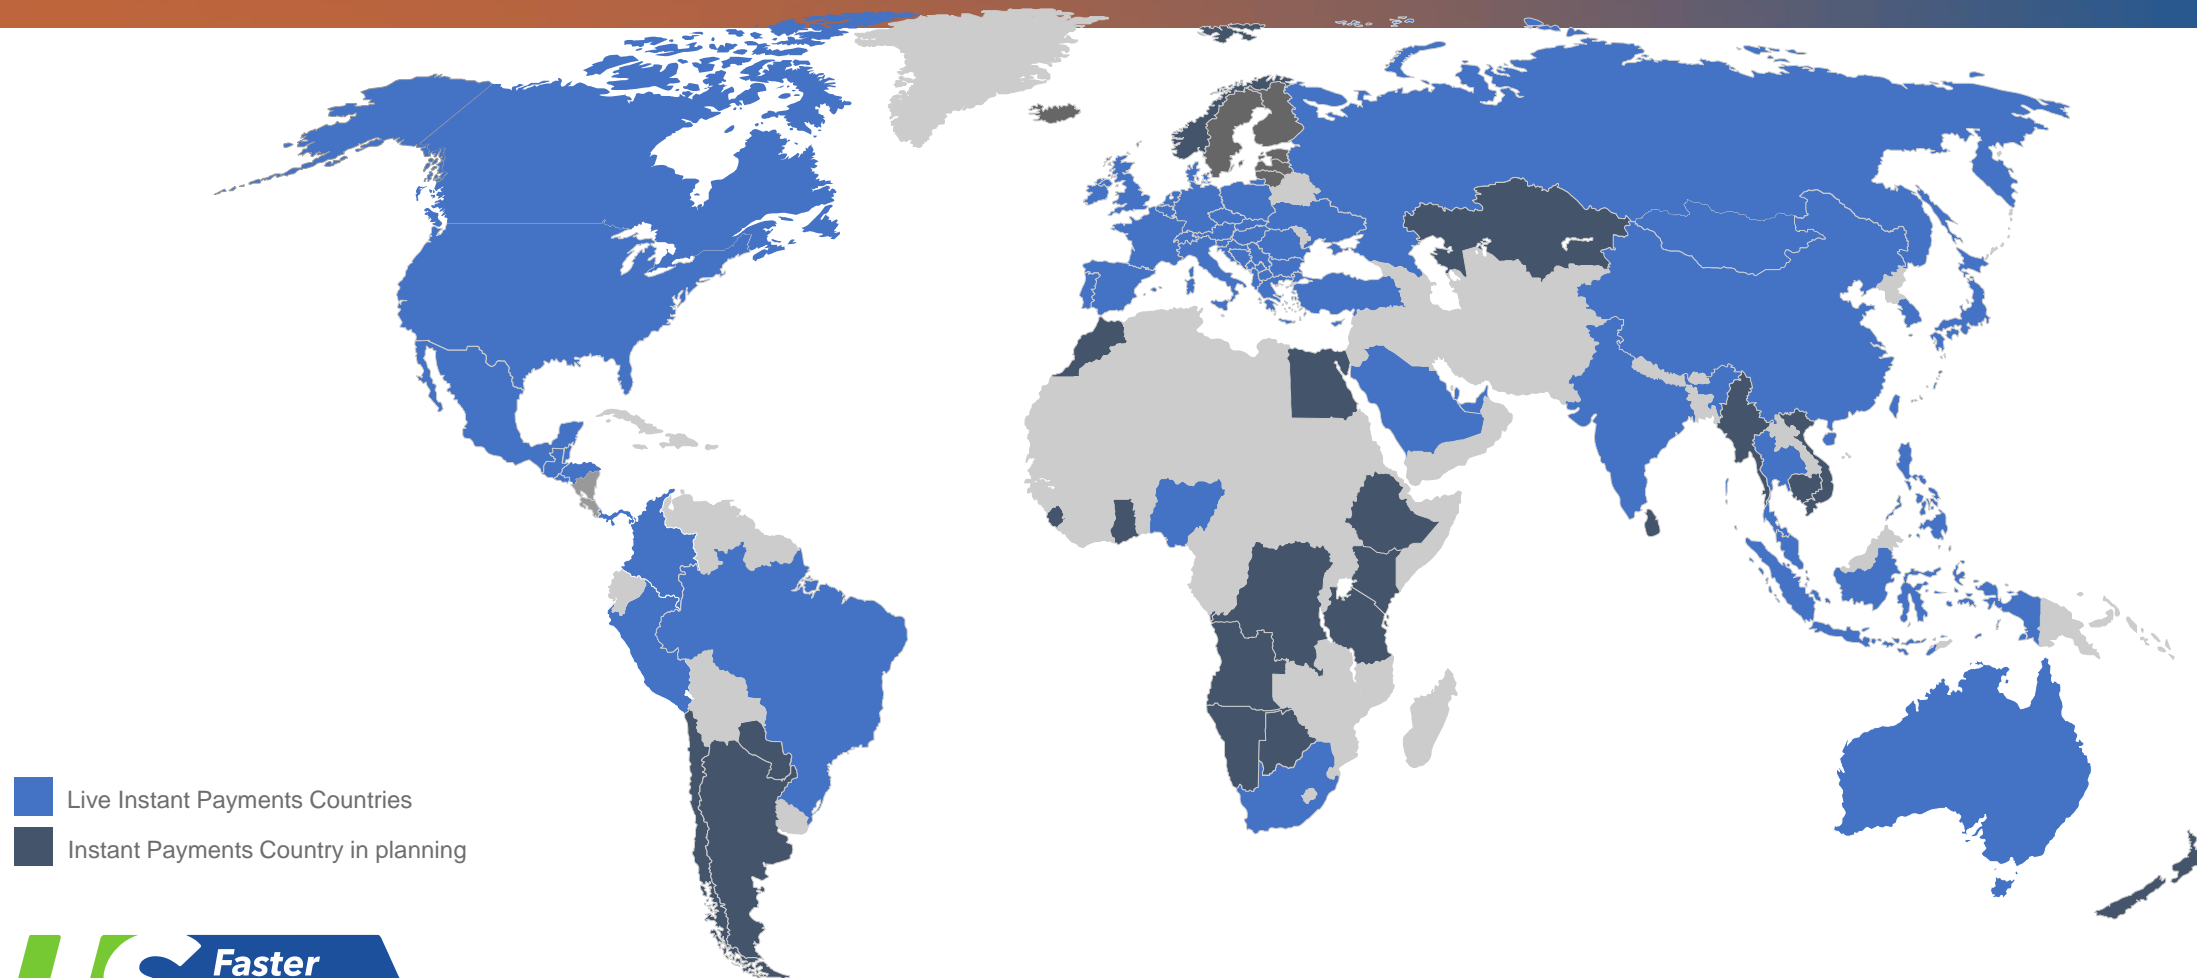 Live Instant Payments Countries
Instant Payments Country in planning
Faster